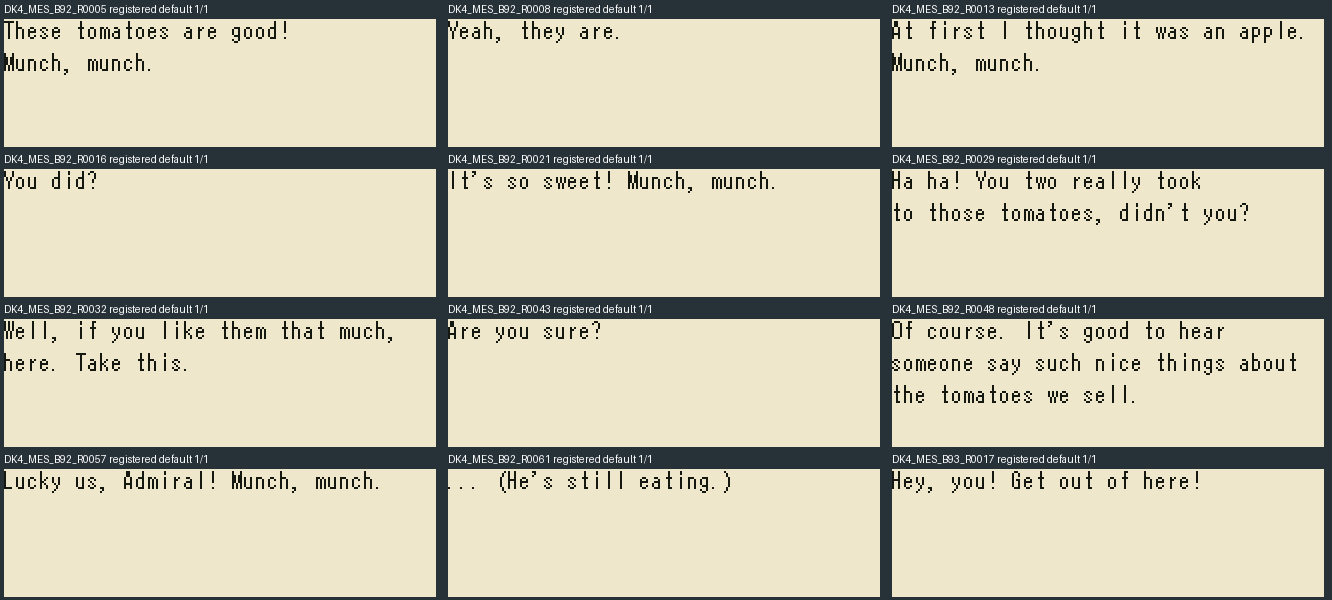 DK4_MES_B92_R0005 registered default 1/1
These tomatoes are good!
Munch, munch.
DK4_MES_B92_R0008 registered default 1/1
Yeah, they are.
DK4_MES_B92_R0013 registered default 1/1
At first I thought it was an apple.
Munch, munch.
DK4_MES_B92_R0016 registered default 1/1
You did?
DK4_MES_B92_R0021 registered default 1/1
It's so sweet! Munch, munch.
DK4_MES_B92_R0029 registered default 1/1
Ha ha! You two really took
to those tomatoes, didn't you?
DK4_MES_B92_R0032 registered default 1/1
Well, if you like them that much,
here. Take this.
DK4_MES_B92_R0043 registered default 1/1
Are you sure?
DK4_MES_B92_R0048 registered default 1/1
Of course. It's good to hear
someone say such nice things about
the tomatoes we sell.
DK4_MES_B92_R0057 registered default 1/1
Lucky us, Admiral! Munch, munch.
DK4_MES_B92_R0061 registered default 1/1
... (He's still eating.)
DK4_MES_B93_R0017 registered default 1/1
Hey, you! Get out of here!